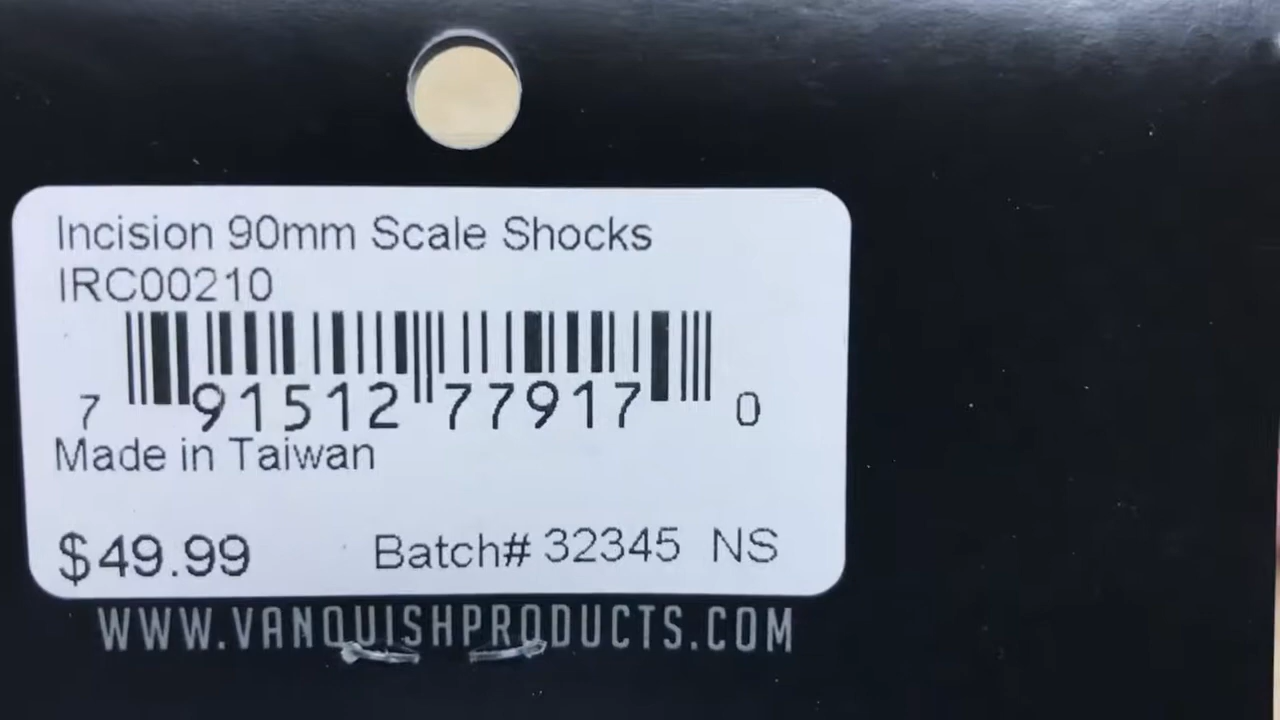 Incision 90mm Scale Shocks
IRC00210
7 91512 77917 0
Made in Taiwan
$49.99 Batch# 32345 NS
WWW.VANQUISHPRODUCTS.COM